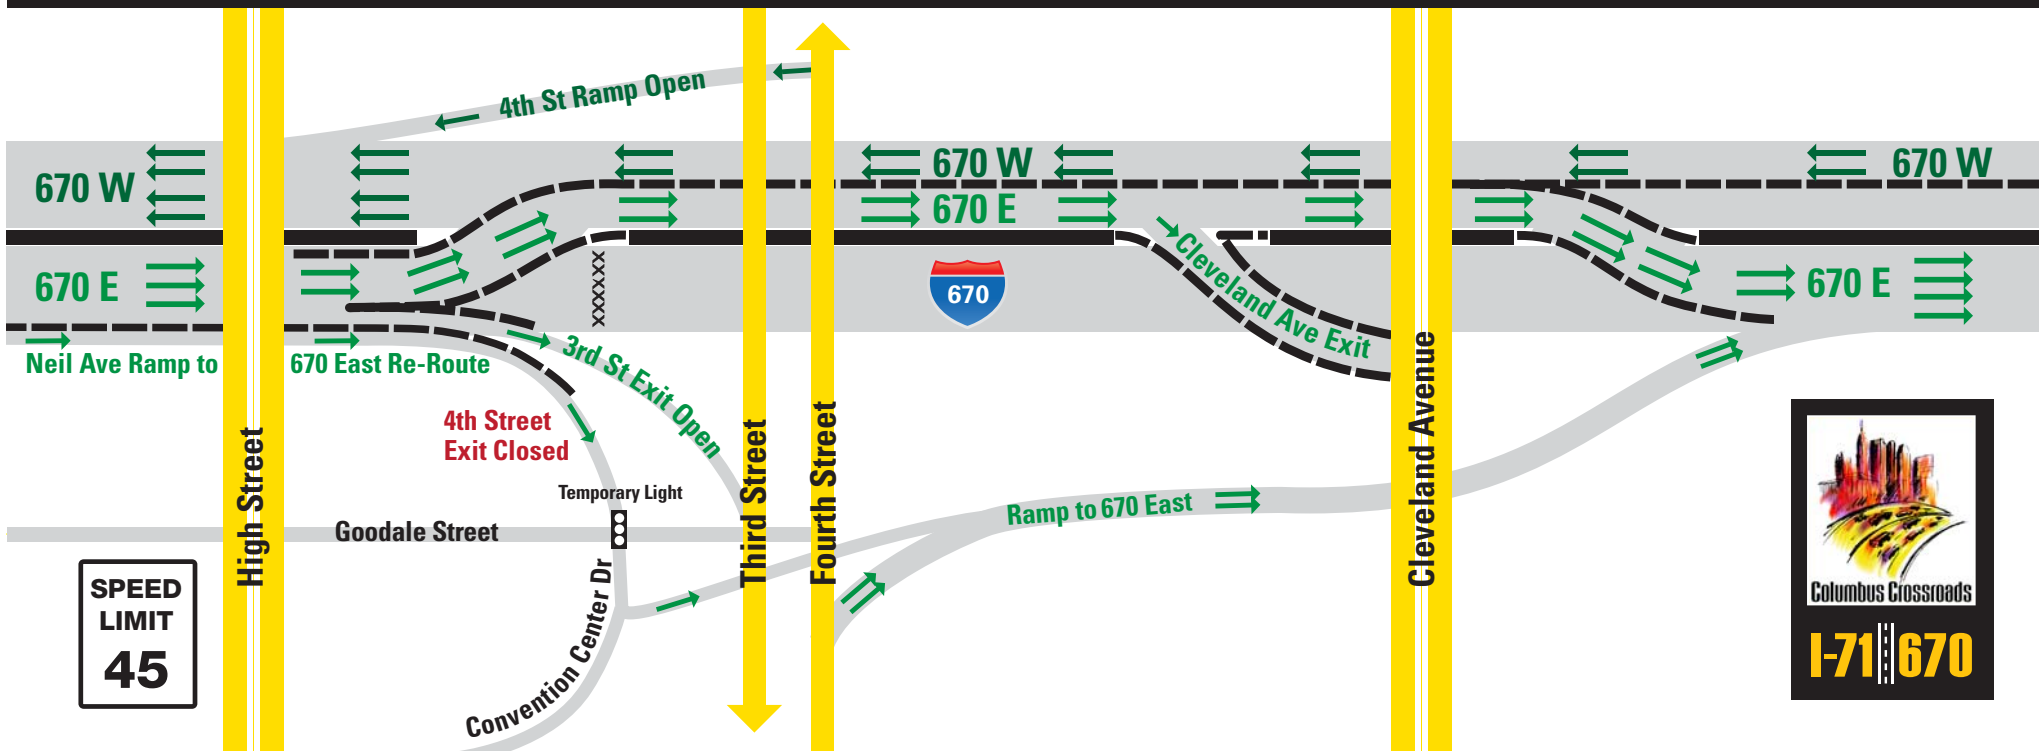 4th St Ramp Open
670 W
670 W
670 W
670 E
670 E
670 E
670
Cleveland Ave Exit
Neil Ave Ramp to
670 East Re-Route
3rd St Exit Open
4th Street
Exit Closed
Temporary Light
Goodale Street
High Street
Third Street
Fourth Street
Cleveland Avenue
Ramp to 670 East
Convention Center Dr
SPEED
LIMIT
45
XXXXXX
Columbus Crossroads
I-71 670